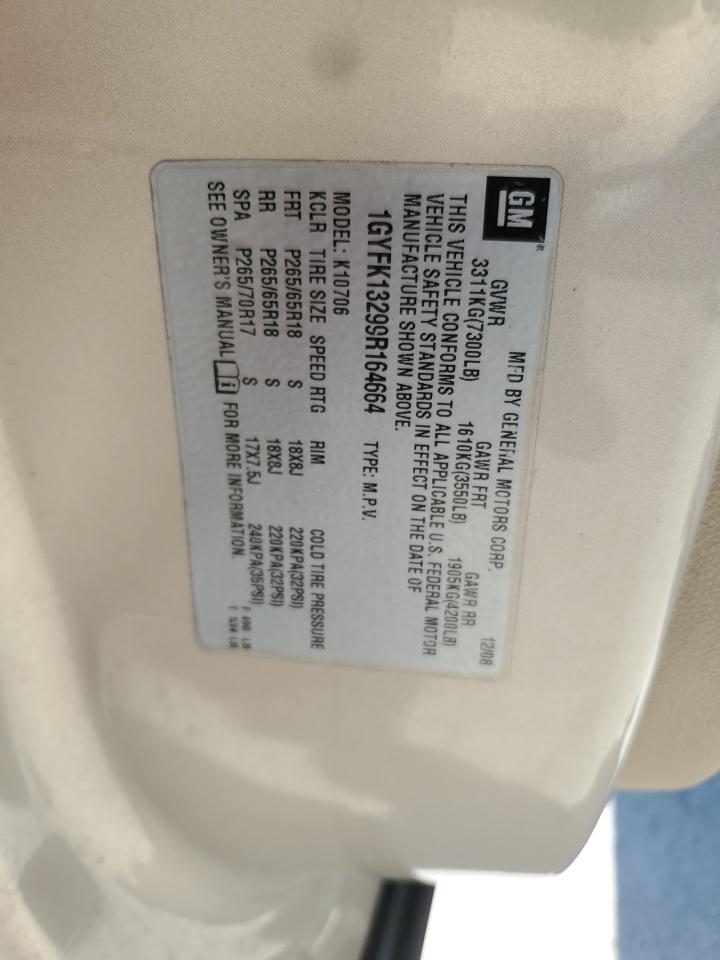 GM®
MFD BY GENERAL MOTORS CORP. 12/08
GVWR GAWR FRT GAWR RR
3311KG(7300LB) 1610KG(3550LB) 1905KG(4200LB)
THIS VEHICLE CONFORMS TO ALL APPLICABLE U.S. FEDERAL MOTOR
VEHICLE SAFETY STANDARDS IN EFFECT ON THE DATE OF
MANUFACTURE SHOWN ABOVE.
1GYFK13299R164664 TYPE: M.P.V.
MODEL: K10706
KCLR TIRE SIZE SPEED RTG RIM COLD TIRE PRESSURE
FRT P265/65R18 S 18X8J 220KPA(32PSI)
RR P265/65R18 S 18X8J 220KPA(32PSI)
SPA P265/70R17 S 17X7.5J 240KPA(35PSI)
SEE OWNER'S MANUAL i FOR MORE INFORMATION.
LB
534 LB